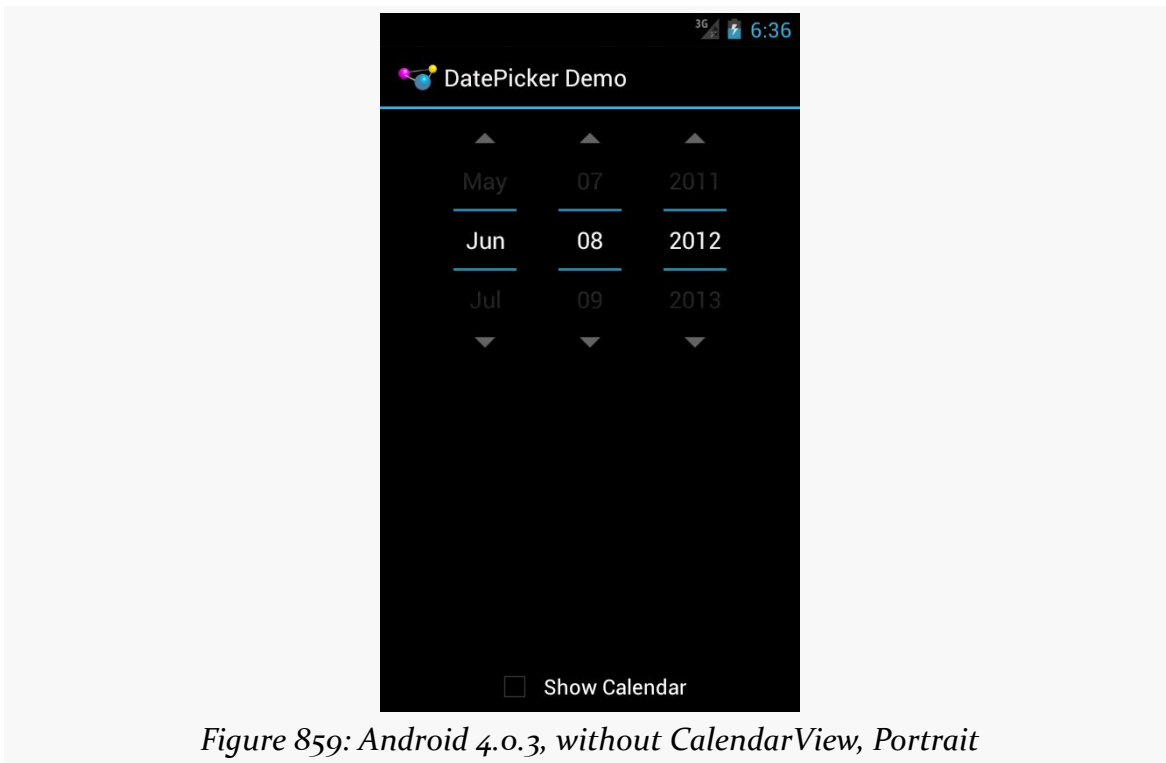 3G 6:36
DatePicker Demo
May 07 2011
Jun 08 2012
Jul 09 2013
Show Calendar
Figure 859: Android 4.0.3, without CalendarView, Portrait